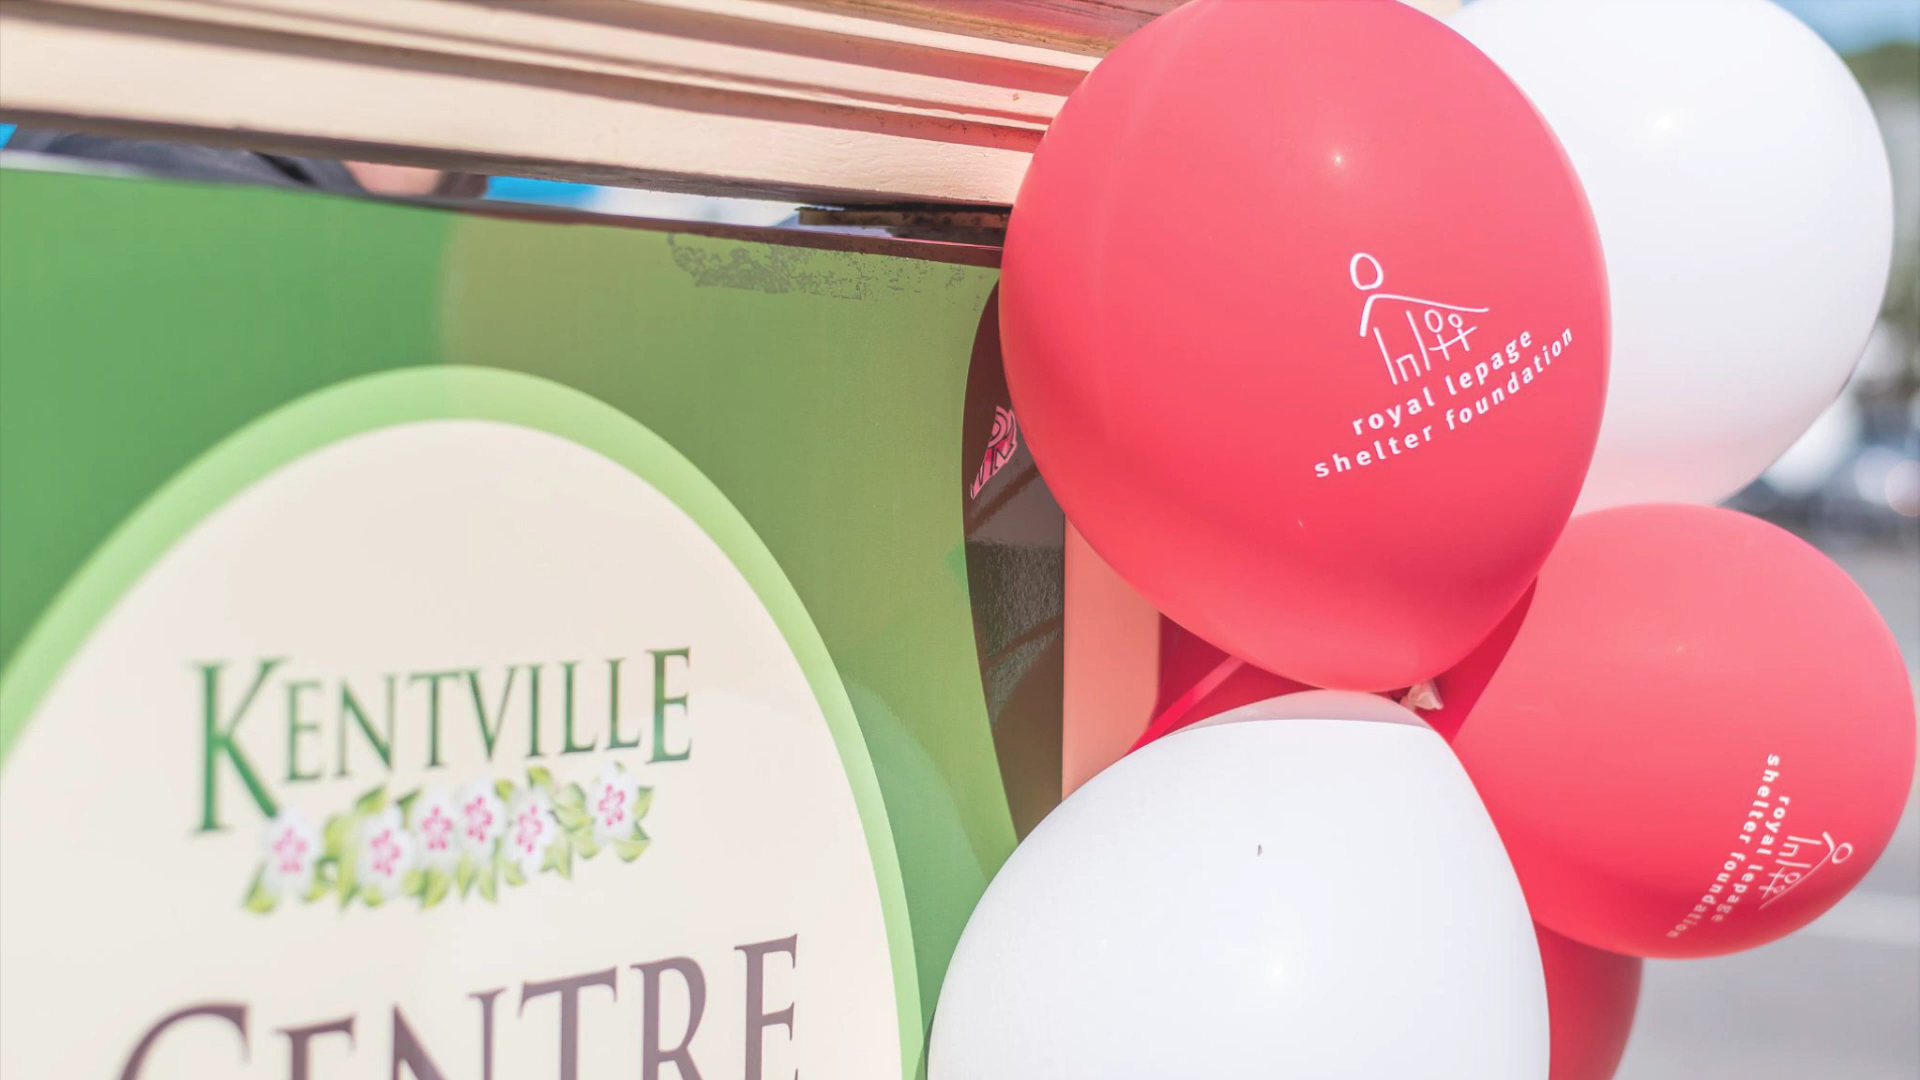 KENTVILLE
CENTRE
royal lepage
shelter foundation
royal lepage
shelter foundation